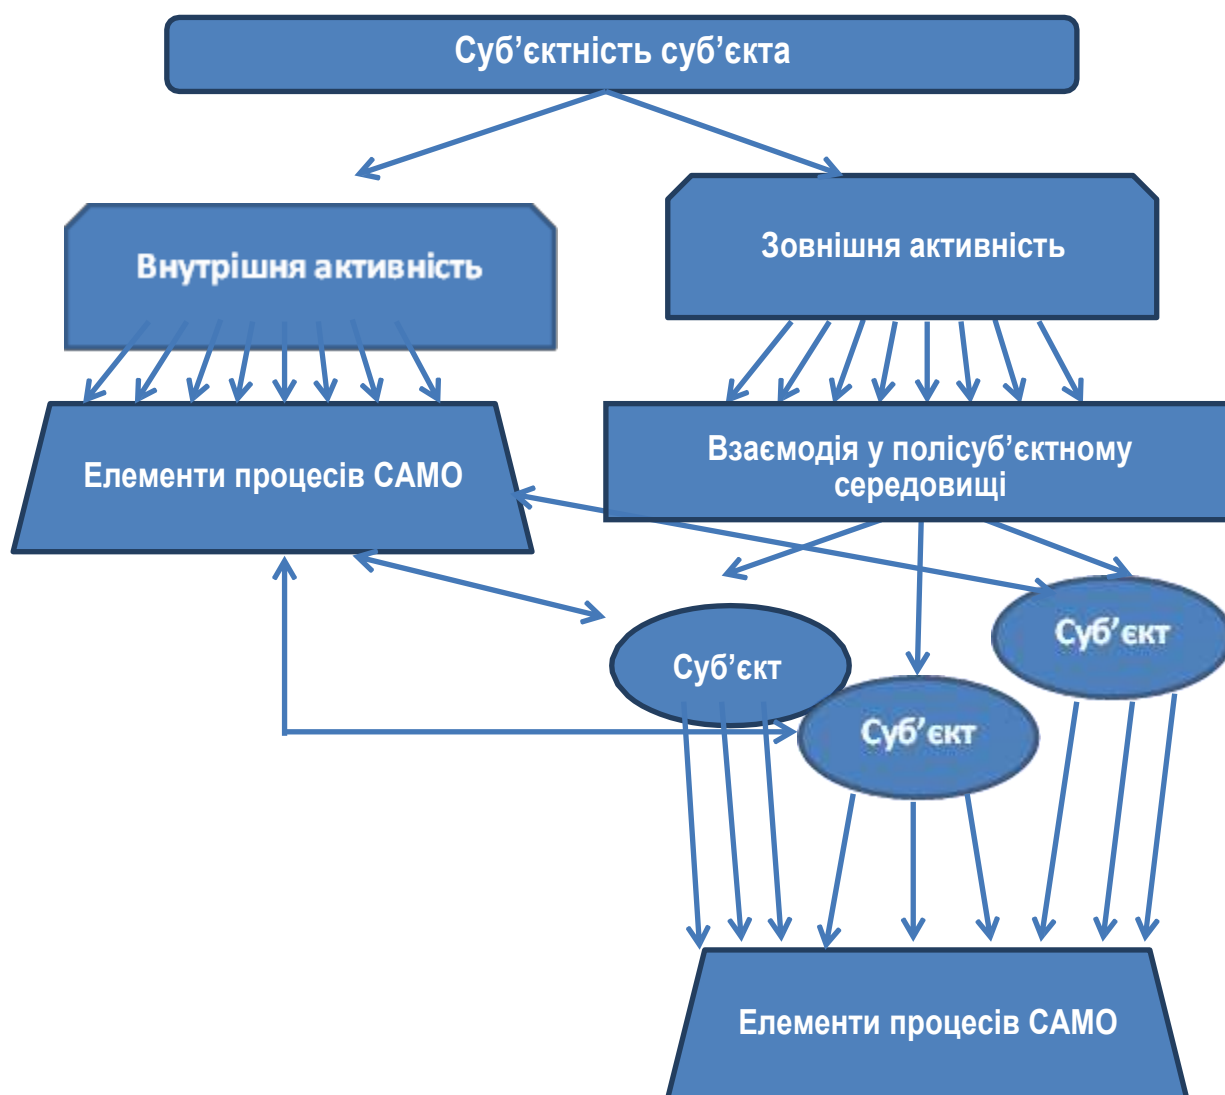 Суб’єктність суб’єкта
Внутрішня активність
Зовнішня активність
Елементи процесів САМО
Взаємодія у полісуб’єктному
середовищі
Суб’єкт
Суб’єкт
Суб’єкт
Елементи процесів САМО